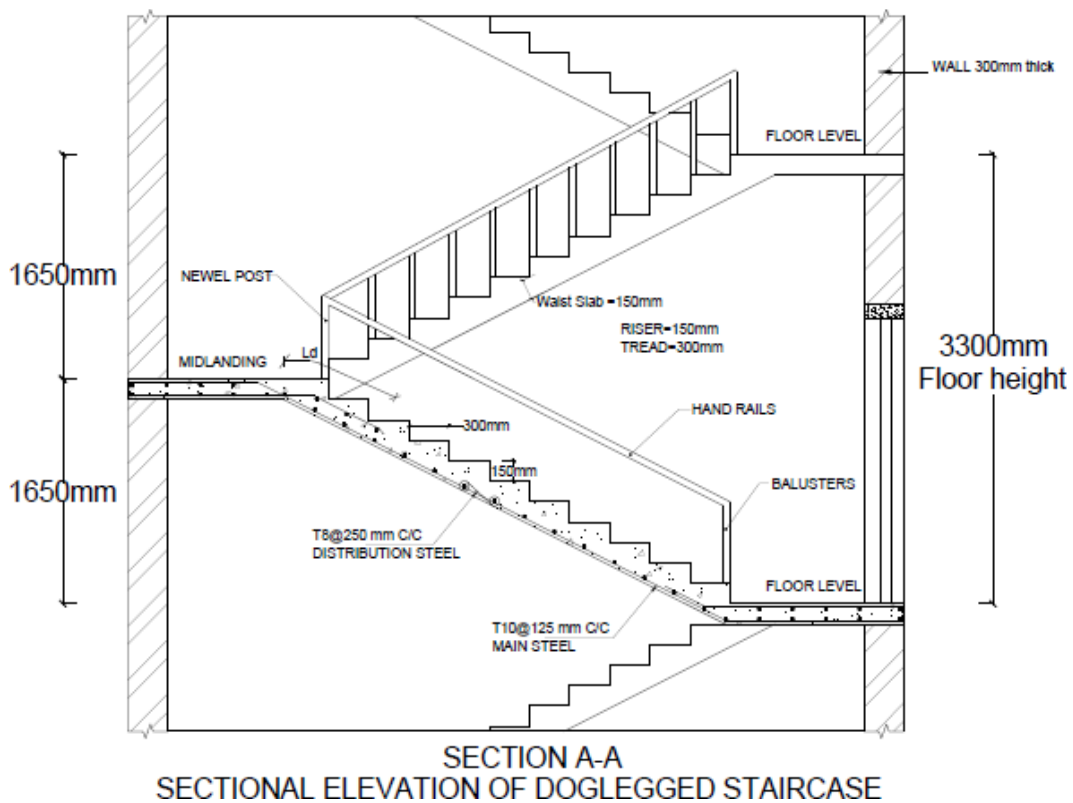 WALL 300mm thick
FLOOR LEVEL
1650mm
NEWEL POST
Waist Slab =150mm
RISER=150mm
TREAD=300mm
3300mm
Floor height
MIDLANDING
Ld
HAND RAILS
300mm
150mm
1650mm
BALUSTERS
T8@250 mm C/C
DISTRIBUTION STEEL
FLOOR LEVEL
T10@125 mm C/C
MAIN STEEL
SECTION A-A
SECTIONAL ELEVATION OF DOGLEGGED STAIRCASE